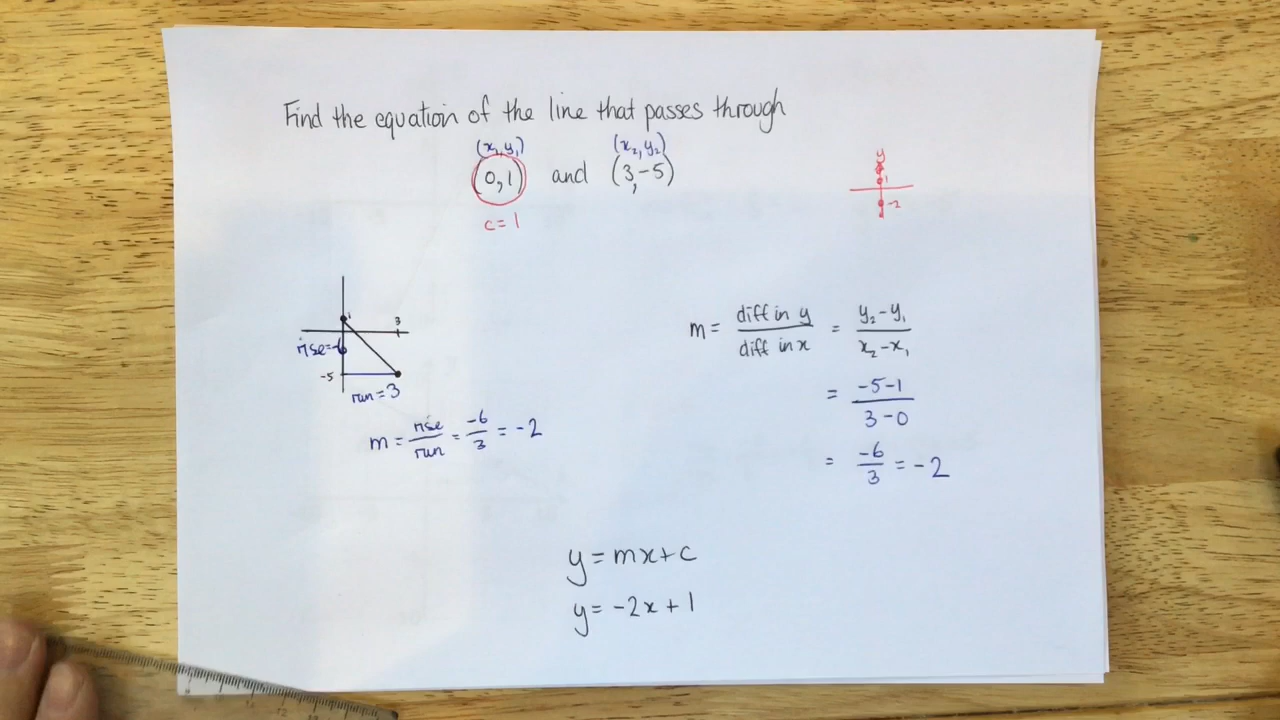 Find the equation of the line that passes through
(x₁, y₁) (x₂, y₂)
(0, 1) and (3, -5)
c = 1
y
1
-2
1
3
rise = -6
-5
run = 3
m = rise/run = -6/3 = -2
m = diff in y/diff in x = y₂-y₁/x₂-x₁
= -5-1/3-0
= -6/3 = -2
y = mx + c
y = -2x + 1